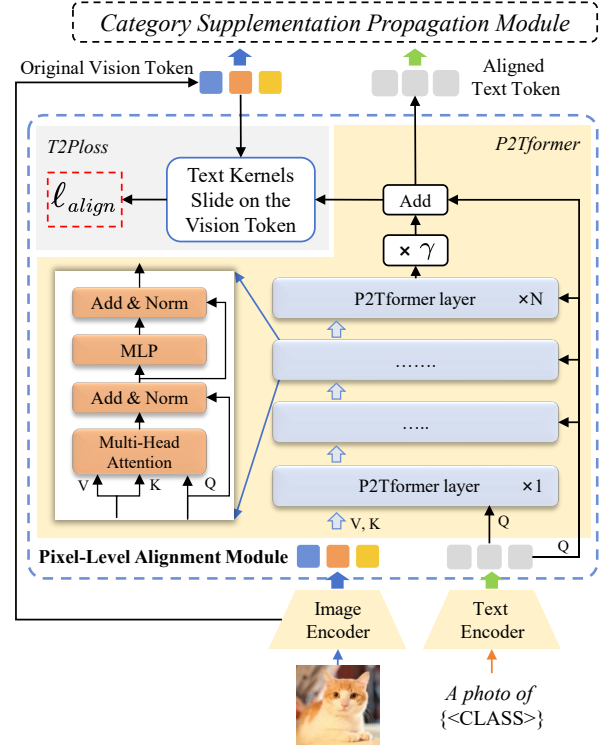 Category Supplementation Propagation Module
Original Vision Token
Aligned
Text Token
T2Ploss
P2Tformer
ℓalign
Text Kernels
Slide on the
Vision Token
Add
× γ
Add & Norm
MLP
Add & Norm
Multi-Head
Attention
V
K
Q
P2Tformer layer ×N
.......
.....
P2Tformer layer ×1
V, K
Q
Q
Pixel-Level Alignment Module
Image
Encoder
Text
Encoder
A photo of
{<CLASS>}